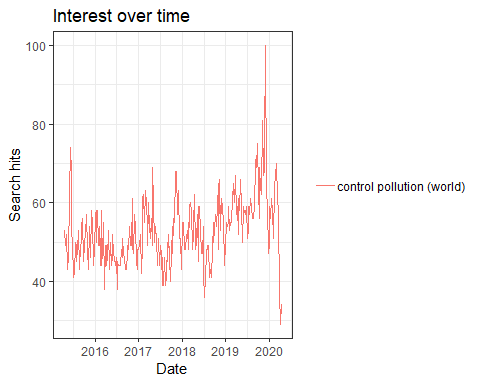 Interest over time
Search hits
100
80
60
40
2016
2017
2018
2019
2020
Date
control pollution (world)